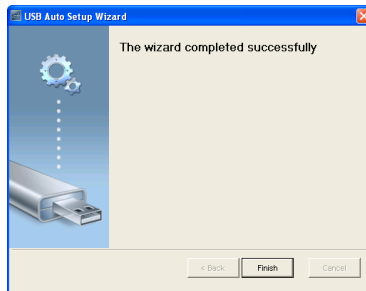 USB Auto Setup Wizard
The wizard completed successfully
< Back Finish Cancel